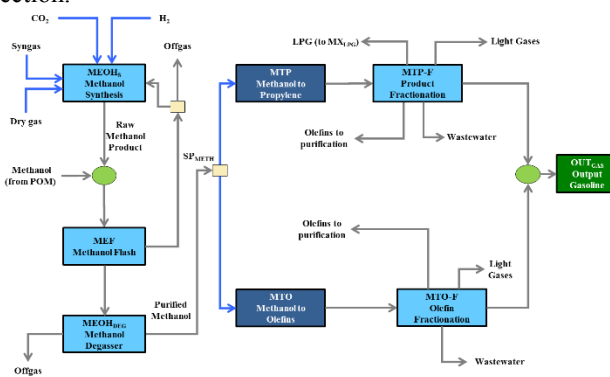 ection.
CO₂
H₂
Syngas
Offgas
MEOHS
Methanol
Synthesis
Dry gas
Raw
Methanol
Product
Methanol
(from POM)
MEF
Methanol Flash
MEOHDEG
Methanol
Degasser
Purified
Methanol
Offgas
SPMETH
LPG (to MXLPG)
Light Gases
MTP
Methanol to
Propylene
MTP-F
Product
Fractionation
Olefins to
purification
Wastewater
OUTGAS
Output
Gasoline
Olefins to
purification
Light
Gases
MTO
Methanol to
Olefins
MTO-F
Olefin
Fractionation
Wastewater